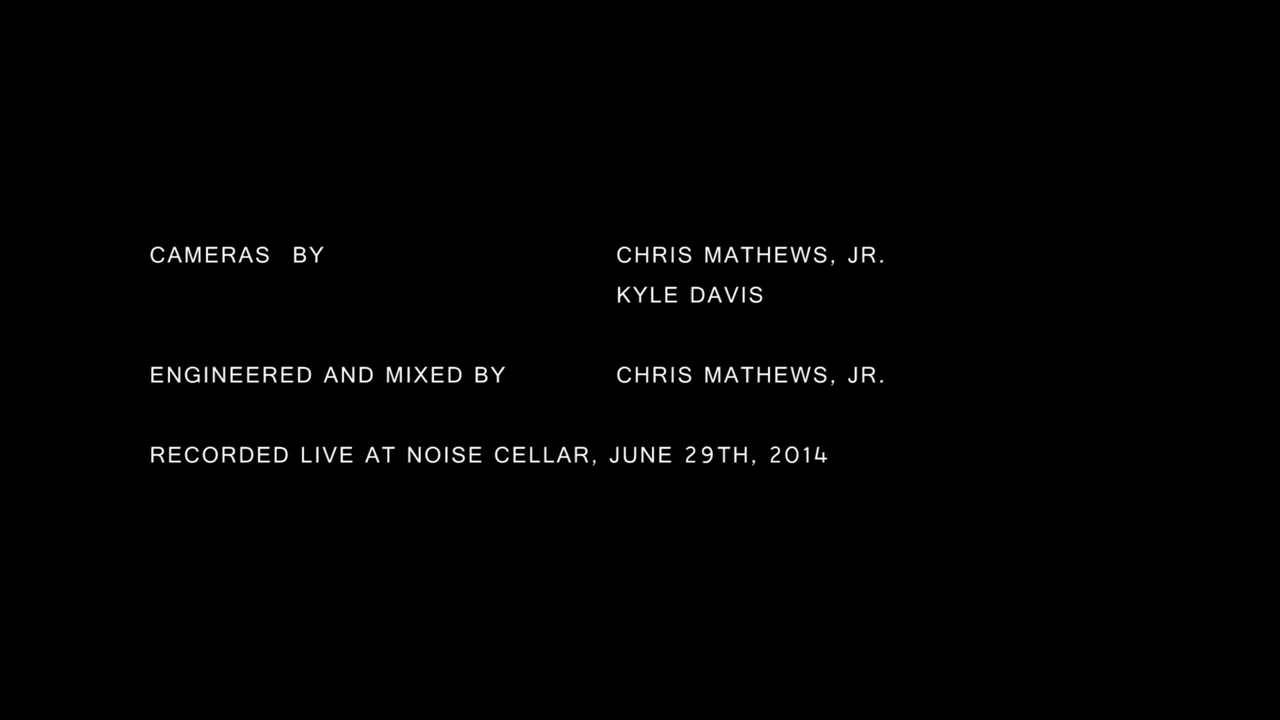 CAMERAS BY CHRIS MATHEWS, JR.
KYLE DAVIS
ENGINEERED AND MIXED BY CHRIS MATHEWS, JR.
RECORDED LIVE AT NOISE CELLAR, JUNE 29TH, 2014